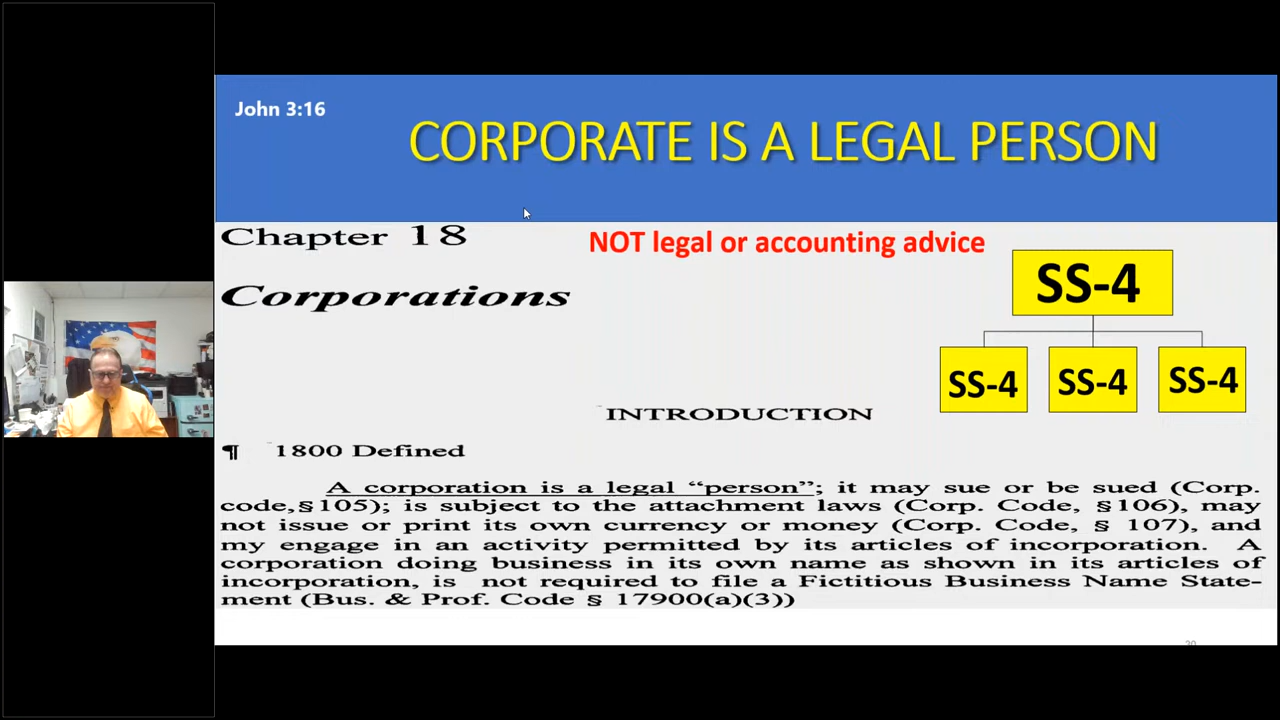 John 3:16
CORPORATE IS A LEGAL PERSON
Chapter 18
NOT legal or accounting advice
SS-4
Corporations
SS-4
SS-4
SS-4
INTRODUCTION
¶ 1800 Defined
A corporation is a legal “person”; it may sue or be sued (Corp.
code,§105); is subject to the attachment laws (Corp. Code, §106), may
not issue or print its own currency or money (Corp. Code, § 107), and
my engage in an activity permitted by its articles of incorporation. A
corporation doing business in its own name as shown in its articles of
incorporation, is not required to file a Fictitious Business Name State-
ment (Bus. & Prof. Code § 17900(a)(3))